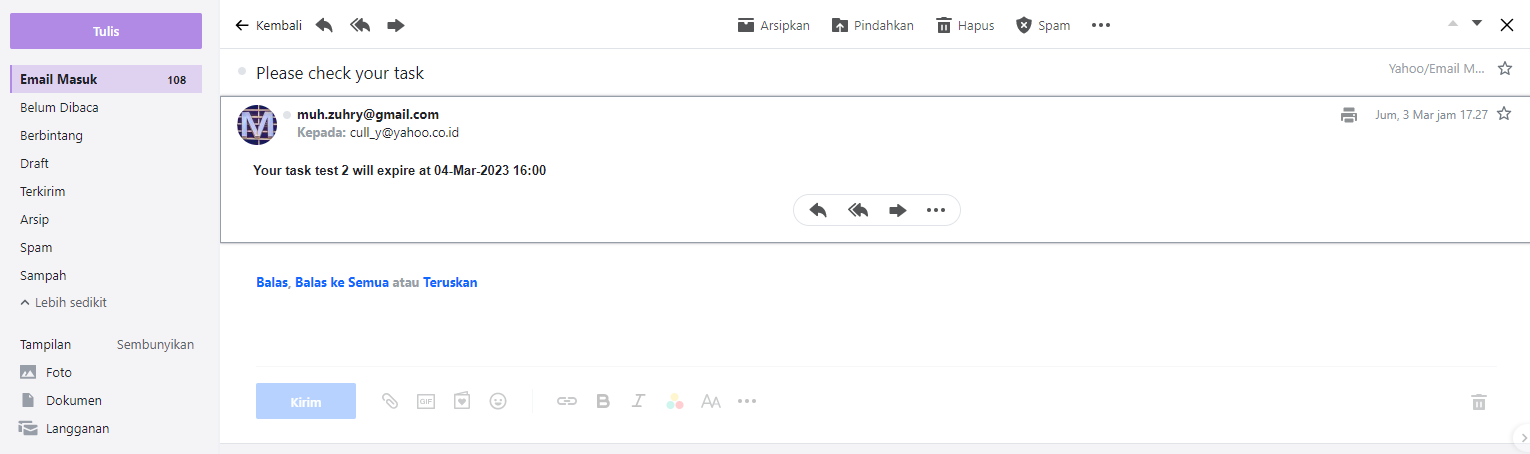 Tulis
Email Masuk 108
Belum Dibaca
Berbintang
Draft
Terkirim
Arsip
Spam
Sampah
Lebih sedikit
Tampilan Sembunyikan
Foto
Dokumen
Langganan
Kembali Arsipkan Pindahkan Hapus Spam
Please check your task Yahoo/Email M...
M
muh.zuhry@gmail.com Jum, 3 Mar jam 17.27
Kepada: cull_y@yahoo.co.id
Your task test 2 will expire at 04-Mar-2023 16:00
Balas, Balas ke Semua atau Teruskan
Kirim GIF B I AA